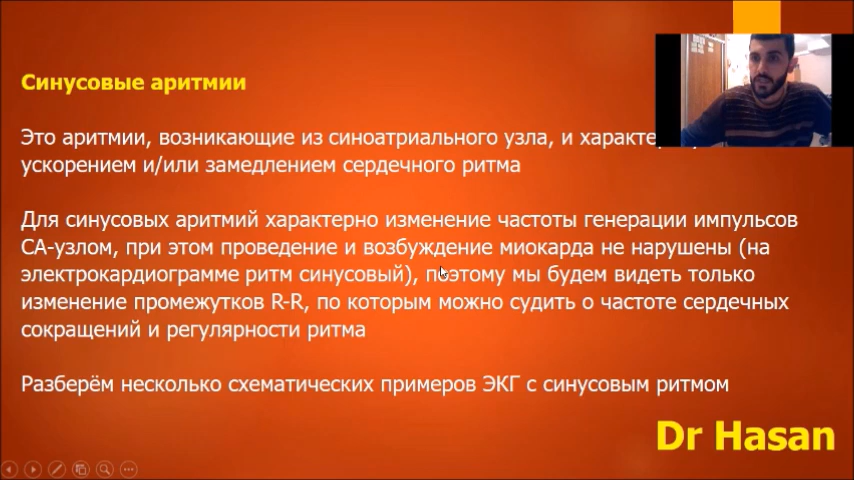 Синусовые аритмии
Это аритмии, возникающие из синоатриального узла, и
ускорением и/или замедлением сердечного ритма
Для синусовых аритмий характерно изменение частоты генерации импульсов
СА-узлом, при этом проведение и возбуждение миокарда не нарушены (на
электрокардиограмме ритм синусовый), поэтому мы будем видеть только
изменение промежутков R-R, по которым можно судить о частоте сердечных
сокращений и регулярности ритма
Разберём несколько схематических примеров ЭКГ с синусовым ритмом
Dr Hasan